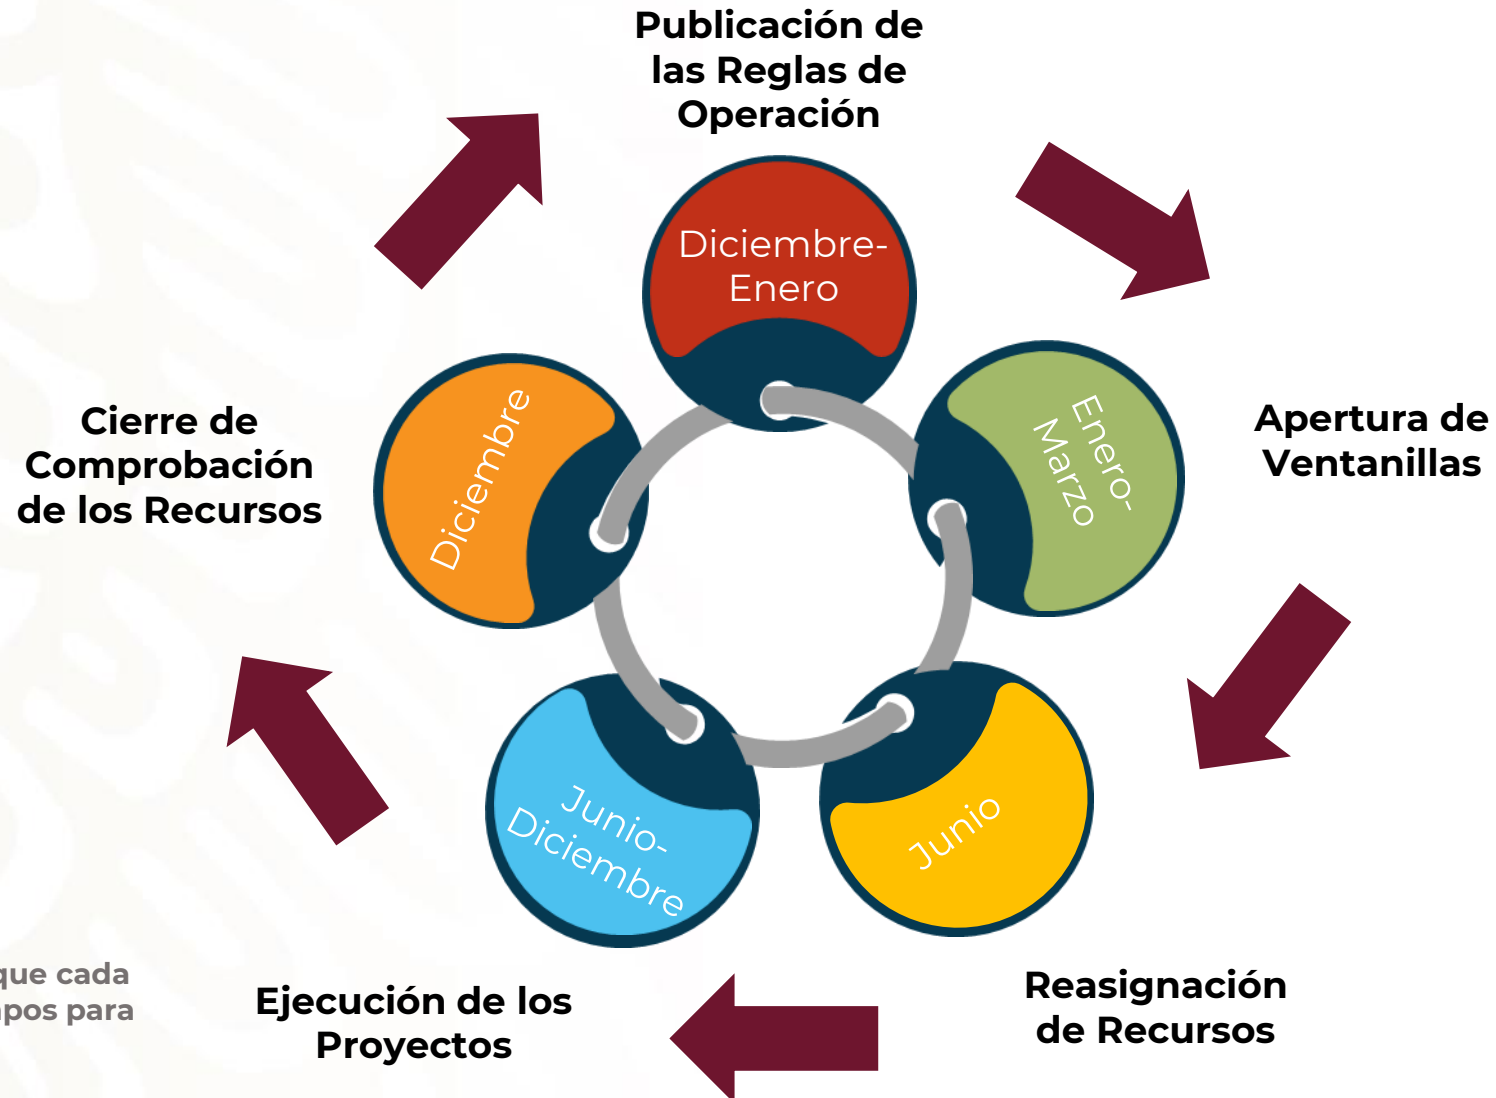 Publicación de
las Reglas de
Operación
Diciembre-
Enero
Enero-
Marzo
Apertura de
Ventanillas
Junio
Reasignación
de Recursos
Junio-
Diciembre
Ejecución de los
Proyectos
Diciembre
Cierre de
Comprobación
de los Recursos
que cada
para